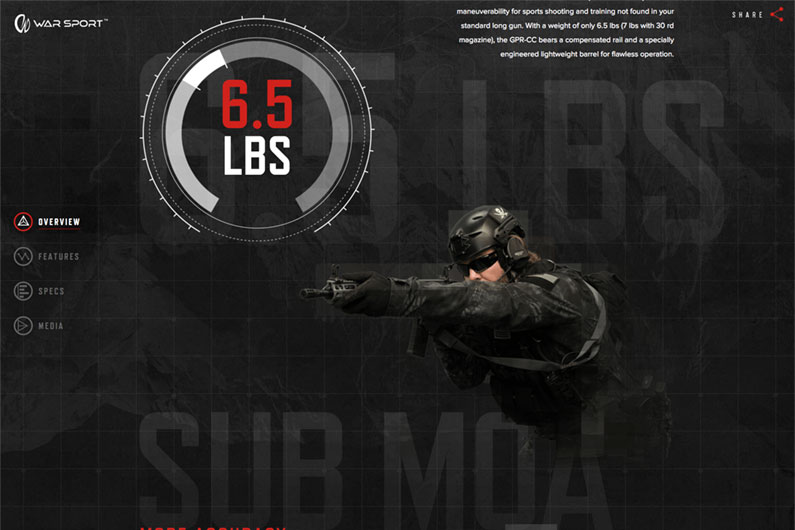 WAR SPORT™
maneuverability for sports shooting and training not found in your
standard long gun. With a weight of only 6.5 lbs (7 lbs with 30 rd
magazine), the GPR-CC bears a compensated rail and a specially
engineered lightweight barrel for flawless operation.
SHARE
6.5 LBS
6.5
LBS
OVERVIEW
FEATURES
SPECS
MEDIA
SUB MOA
MORE ACCURACY